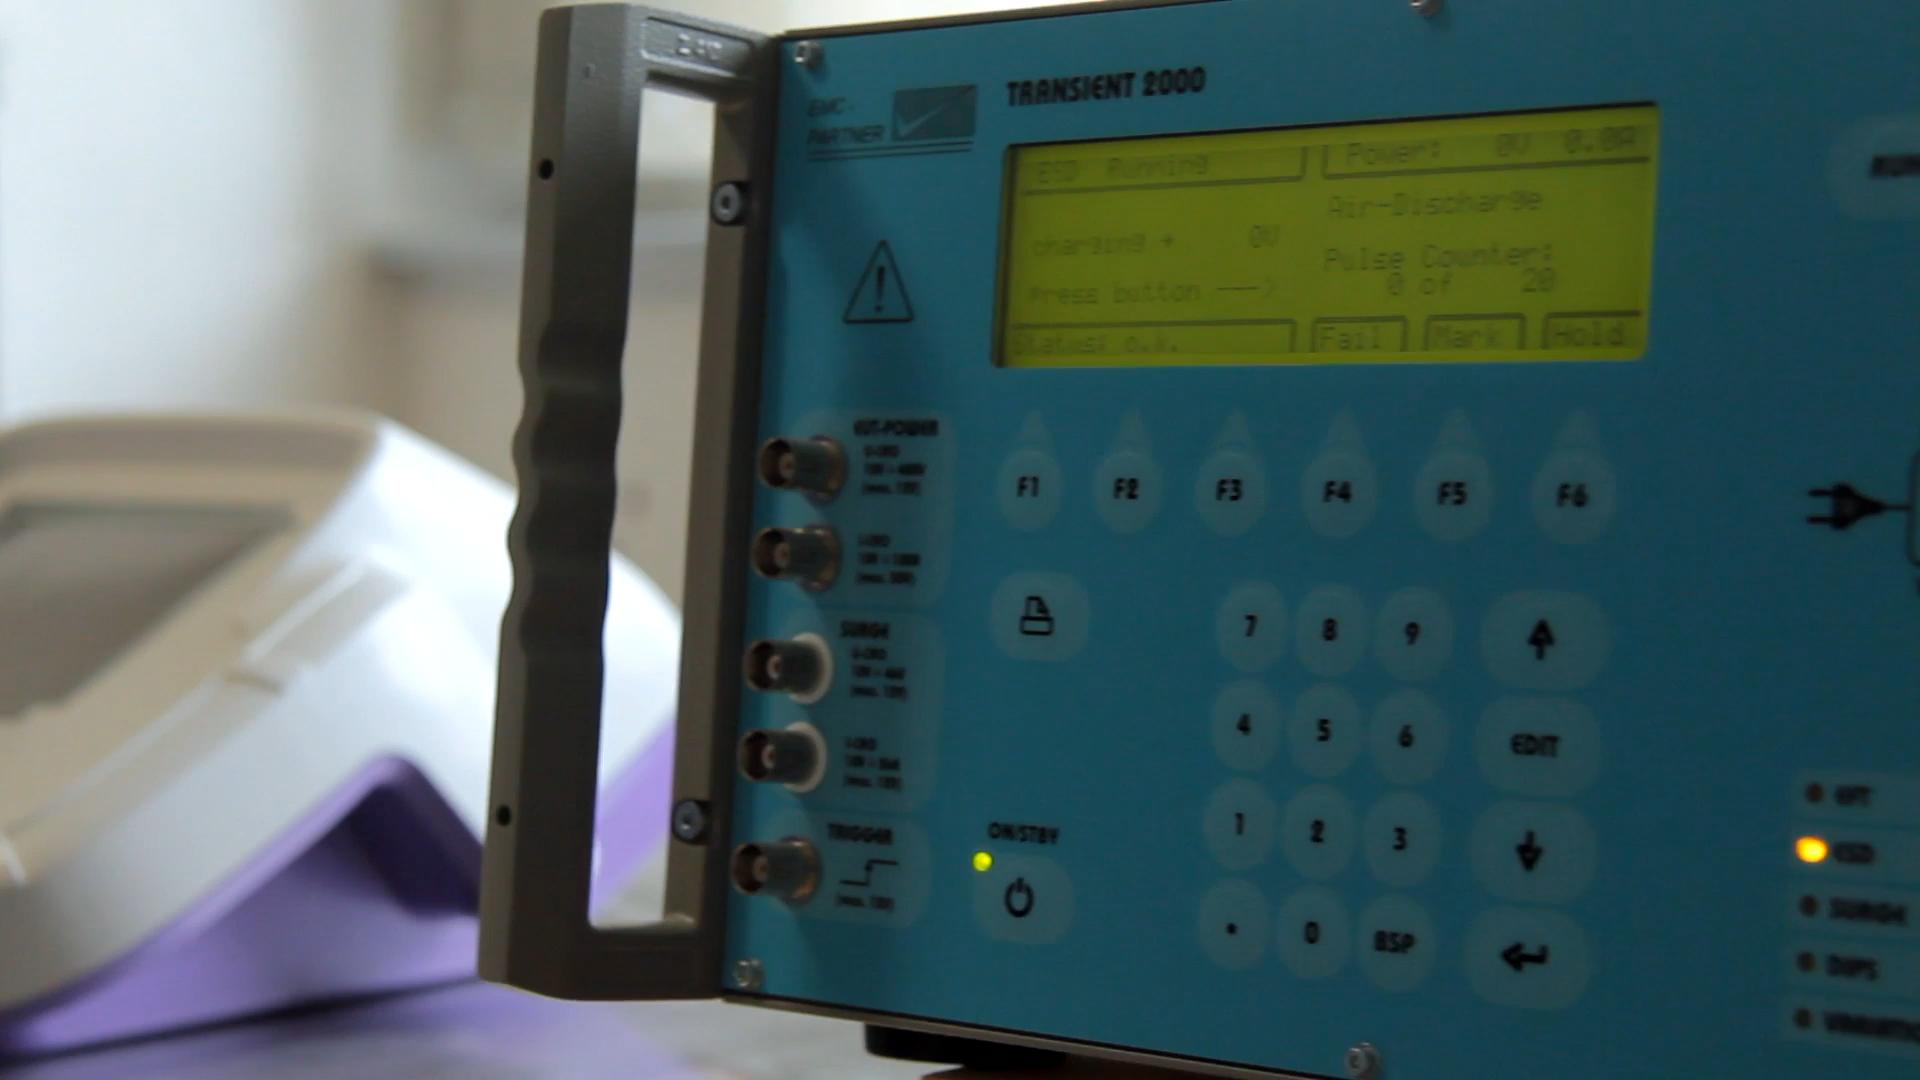 EMC-
PARTNER
TRANSIENT 2000
ESD Running
Power: 0V 0.0A
Air-Discharge
charging + 0V
Pulse Counter:
0 of 20
Press button --->
Status: o.k.
Fail
Mark
Hold
EUT-POWER
F1 F2 F3 F4 F5 F6
SURGE
7 8 9
4 5 6
EDIT
1 2 3
TRIGGER
ON/STBY
. 0 BSP
EFT
ESD
SURGE
DIPS